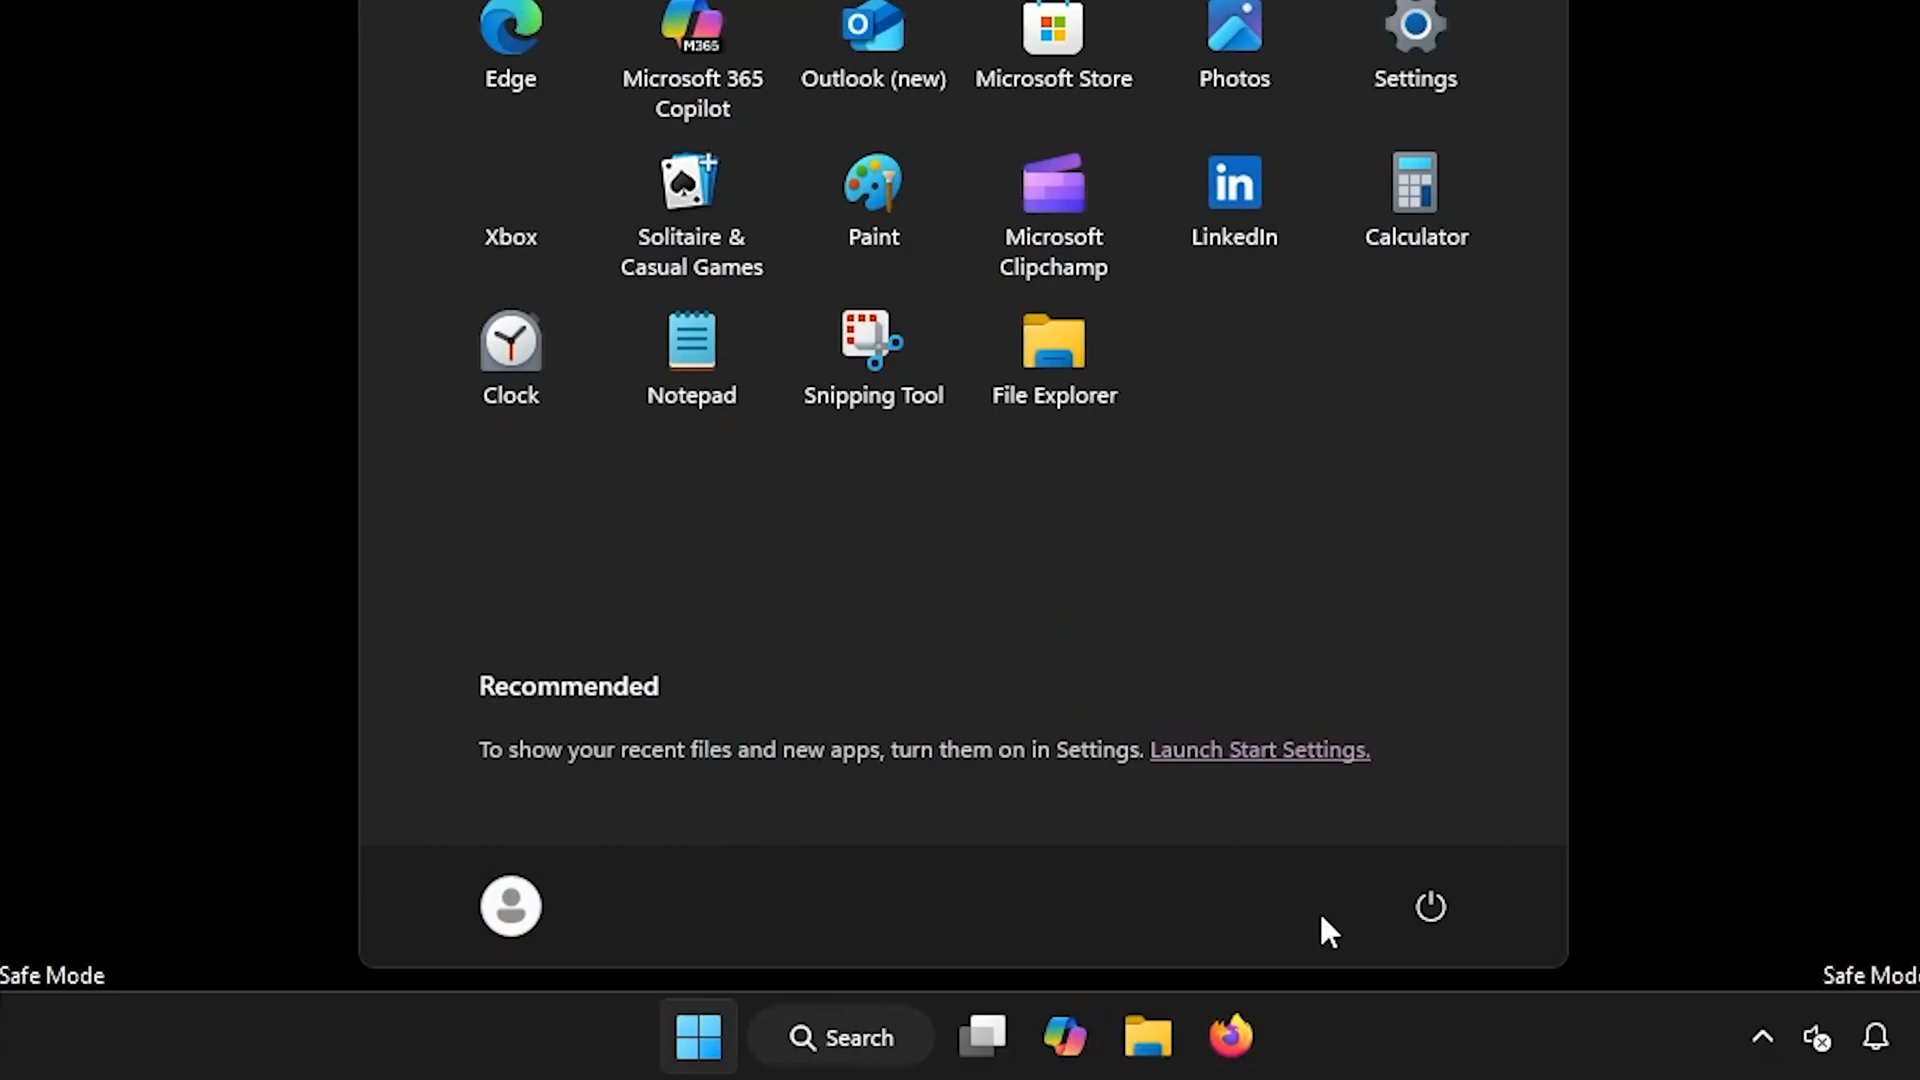 M365
Edge
Microsoft 365
Copilot
Outlook (new)
Microsoft Store
Photos
Settings
Xbox
Solitaire &
Casual Games
Paint
Microsoft
Clipchamp
in
LinkedIn
Calculator
Clock
Notepad
Snipping Tool
File Explorer
Recommended
To show your recent files and new apps, turn them on in Settings. Launch Start Settings.
Safe Mode
Safe Mod
Search